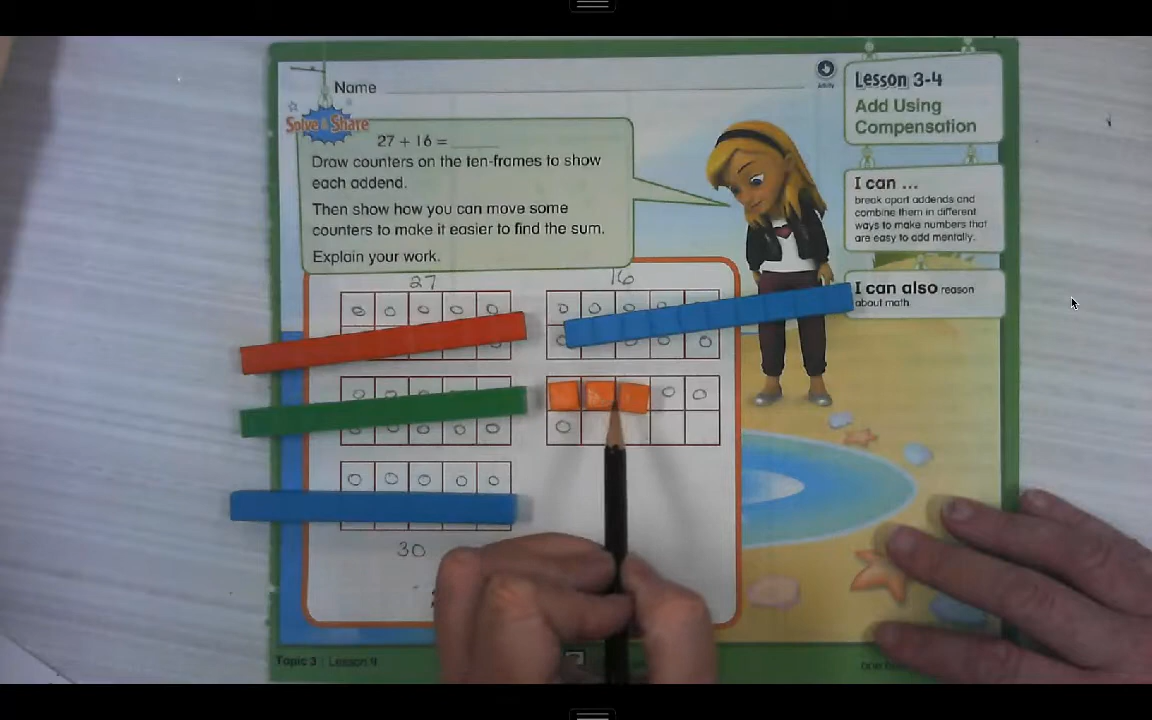 Name
Lesson 3-4
Add Using
Compensation
Solve & Share
27 + 16 = ____
Draw counters on the ten-frames to show
each addend.
Then show how you can move some
counters to make it easier to find the sum.
Explain your work.
I can ...
break apart addends and
combine them in different
ways to make numbers that
are easy to add mentally.
I can also reason
about math.
27
16
30
Topic 3 Lesson 4